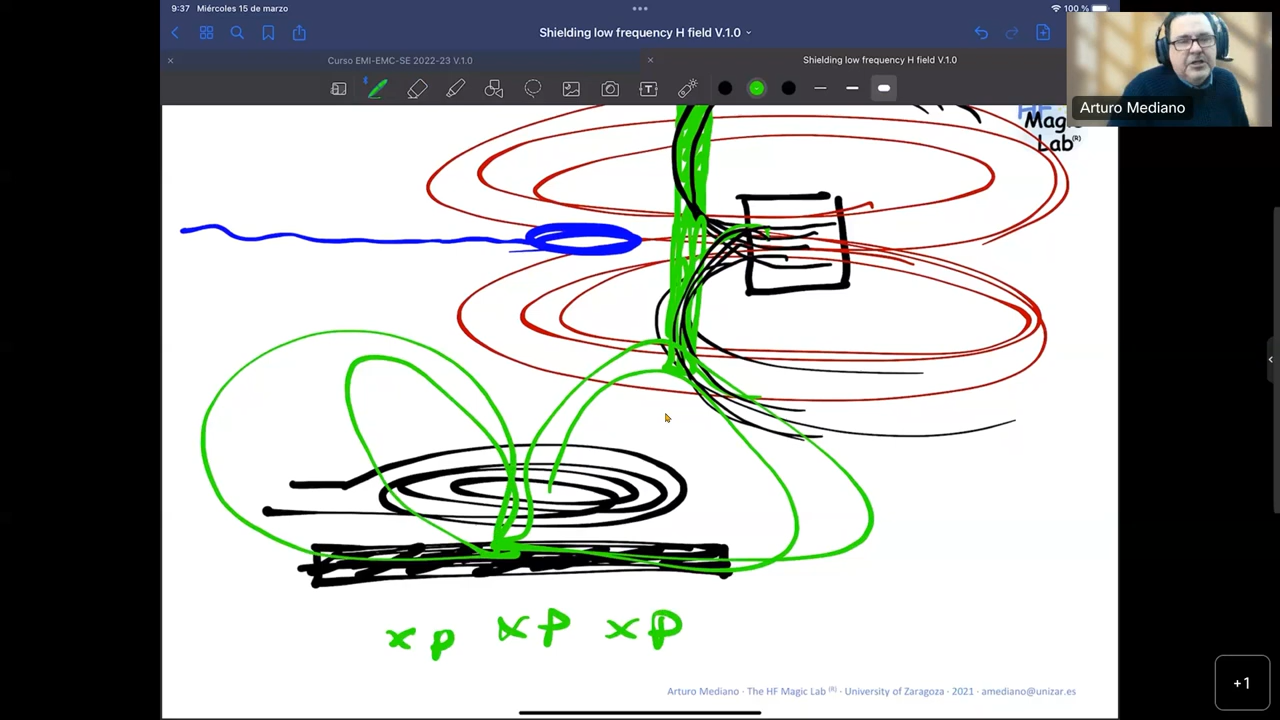 9:37 Miércoles 15 de marzo
100 %
Shielding low frequency H field V.1.0
Curso EMI-EMC-SE 2022-23 V.1.0
Shielding low frequency H field V.1.0
Arturo Mediano
HF
Magic
Lab(R)
xp xp xp
Arturo Mediano - The HF Magic Lab (R) - University of Zaragoza - 2021 - amediano@unizar.es
+1